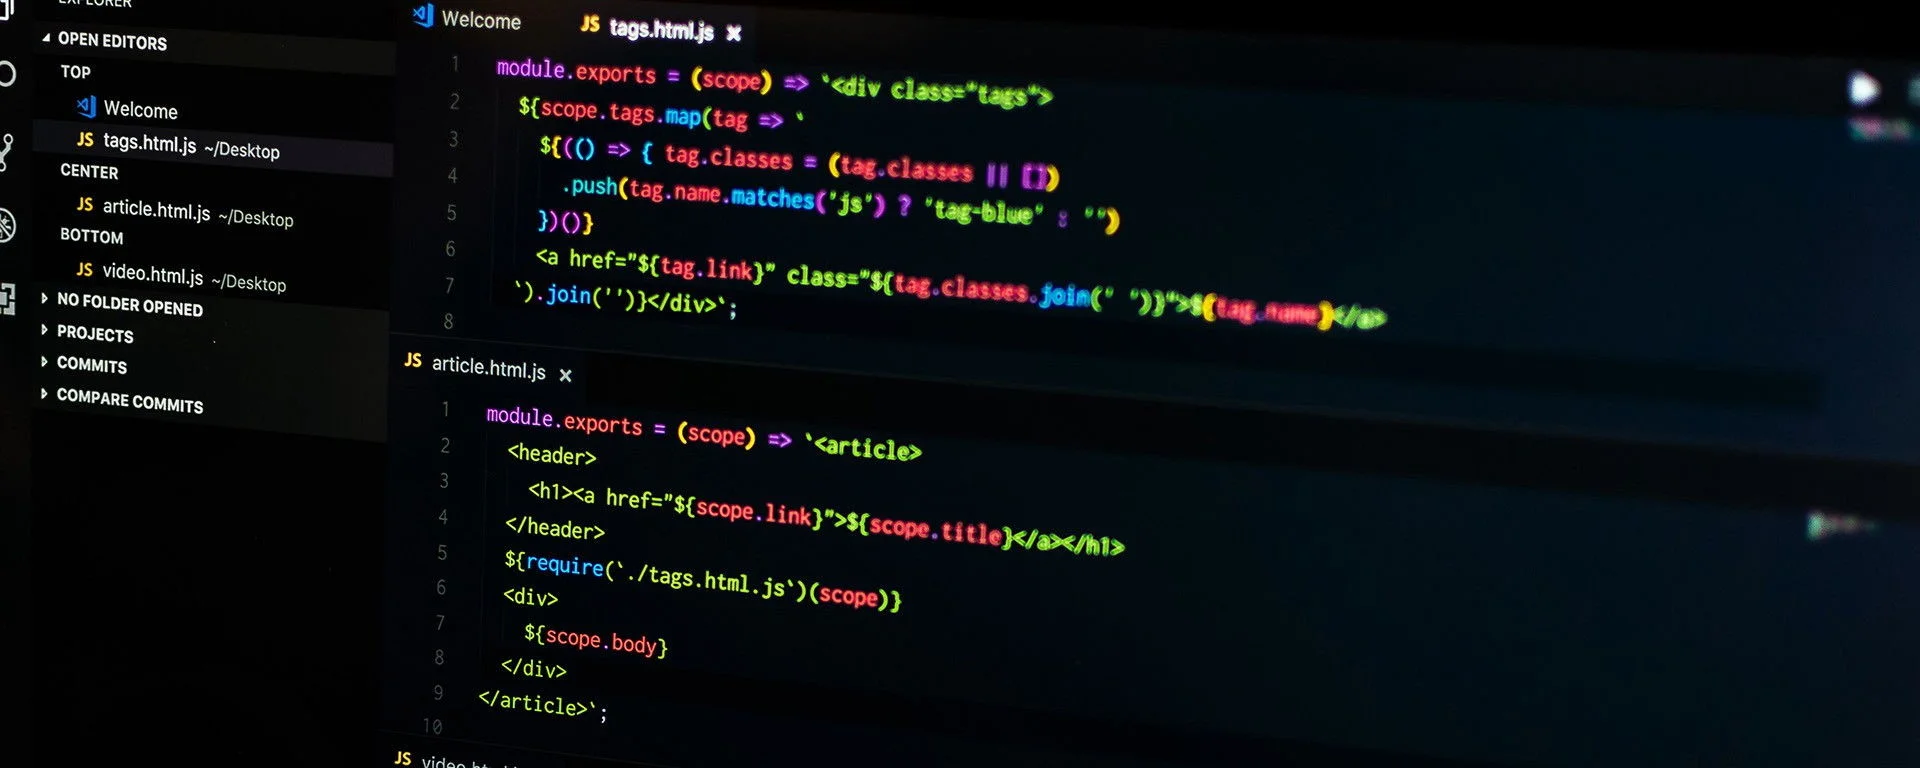 EXPLORER
OPEN EDITORS
TOP
Welcome
JS tags.html.js ~/Desktop
CENTER
JS article.html.js ~/Desktop
BOTTOM
JS video.html.js ~/Desktop
NO FOLDER OPENED
PROJECTS
COMMITS
COMPARE COMMITS
Welcome JS tags.html.js
1 module.exports = (scope) => `<div class="tags">
2 ${scope.tags.map(tag => `
3 ${(() => { tag.classes = (tag.classes || [])
4 .push(tag.name.matches('js') ? 'tag-blue' : '')
5 })()}
6 <a href="${tag.link}" class="${tag.classes.join(" ")}">${tag.name}</a>
7 `).join('')}</div>`;
8
JS article.html.js
1 module.exports = (scope) => `<article>
2 <header>
3 <h1><a href="${scope.link}">${scope.title}</a></h1>
4 </header>
5 ${require(`./tags.html.js`)(scope)}
6 <div>
7 ${scope.body}
8 </div>
9 </article>`;
10
JS